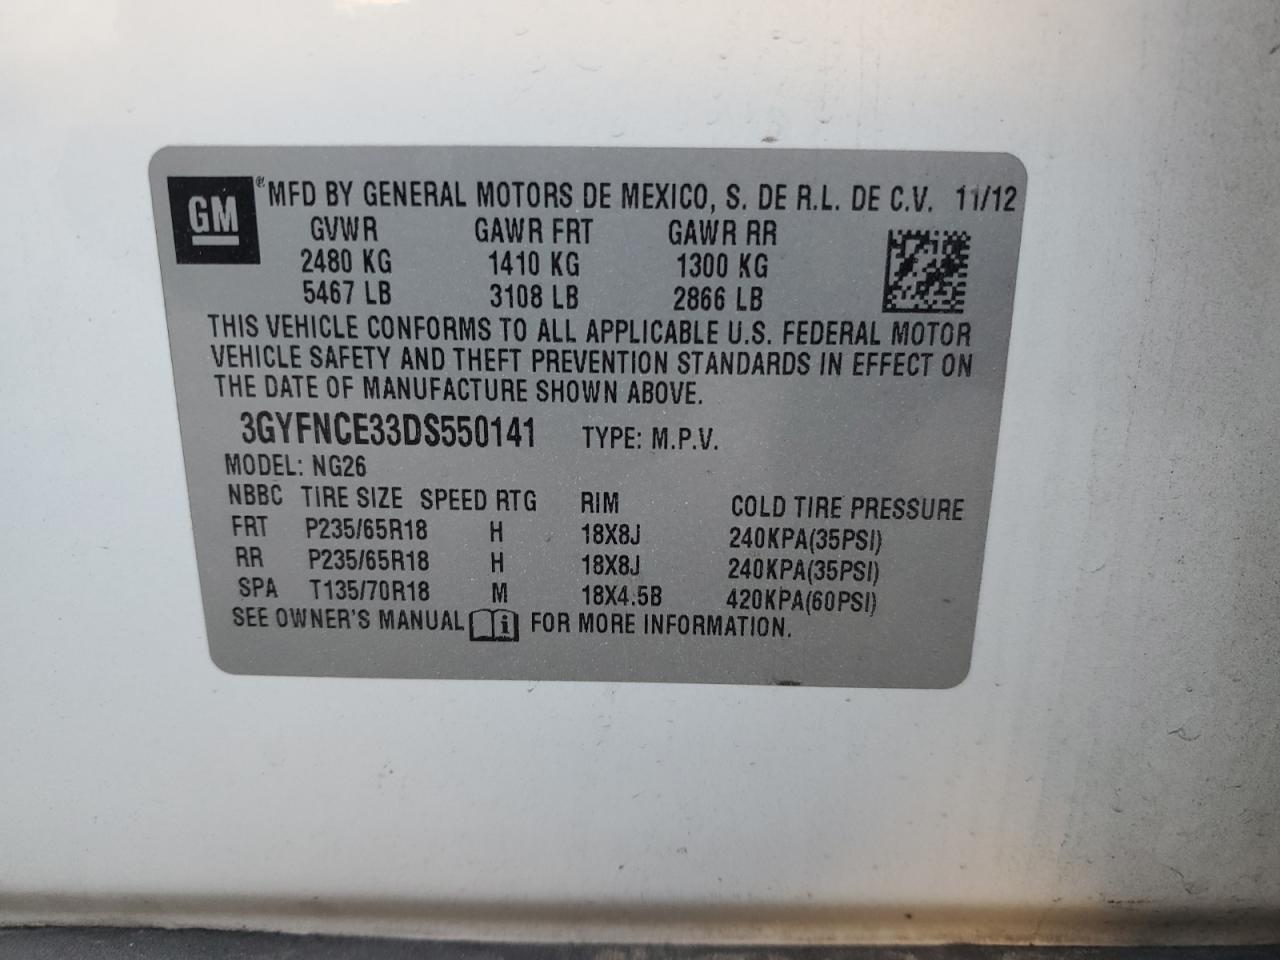 GM ® MFD BY GENERAL MOTORS DE MEXICO, S. DE R.L. DE C.V. 11/12
GVWR GAWR FRT GAWR RR
2480 KG 1410 KG 1300 KG
5467 LB 3108 LB 2866 LB
THIS VEHICLE CONFORMS TO ALL APPLICABLE U.S. FEDERAL MOTOR
VEHICLE SAFETY AND THEFT PREVENTION STANDARDS IN EFFECT ON
THE DATE OF MANUFACTURE SHOWN ABOVE.
3GYFNCE33DS550141 TYPE: M.P.V.
MODEL: NG26
NBBC TIRE SIZE SPEED RTG RIM COLD TIRE PRESSURE
FRT P235/65R18 H 18X8J 240KPA(35PSI)
RR P235/65R18 H 18X8J 240KPA(35PSI)
SPA T135/70R18 M 18X4.5B 420KPA(60PSI)
SEE OWNER'S MANUAL i FOR MORE INFORMATION.